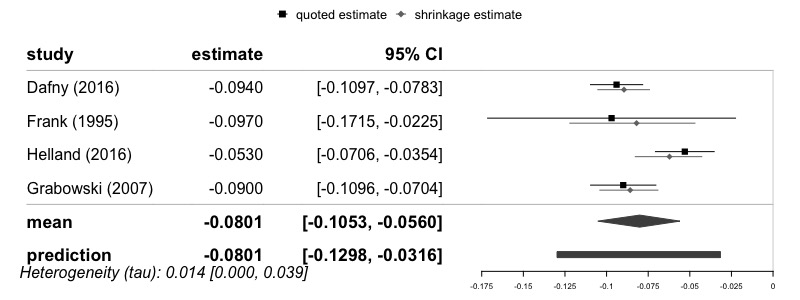 quoted estimate shrinkage estimate
study estimate 95% CI
Dafny (2016) -0.0940 [-0.1097, -0.0783]
Frank (1995) -0.0970 [-0.1715, -0.0225]
Helland (2016) -0.0530 [-0.0706, -0.0354]
Grabowski (2007) -0.0900 [-0.1096, -0.0704]
mean -0.0801 [-0.1053, -0.0560]
prediction -0.0801 [-0.1298, -0.0316]
Heterogeneity (tau): 0.014 [0.000, 0.039]
-0.175 -0.15 -0.125 -0.1 -0.075 -0.05 -0.025 0